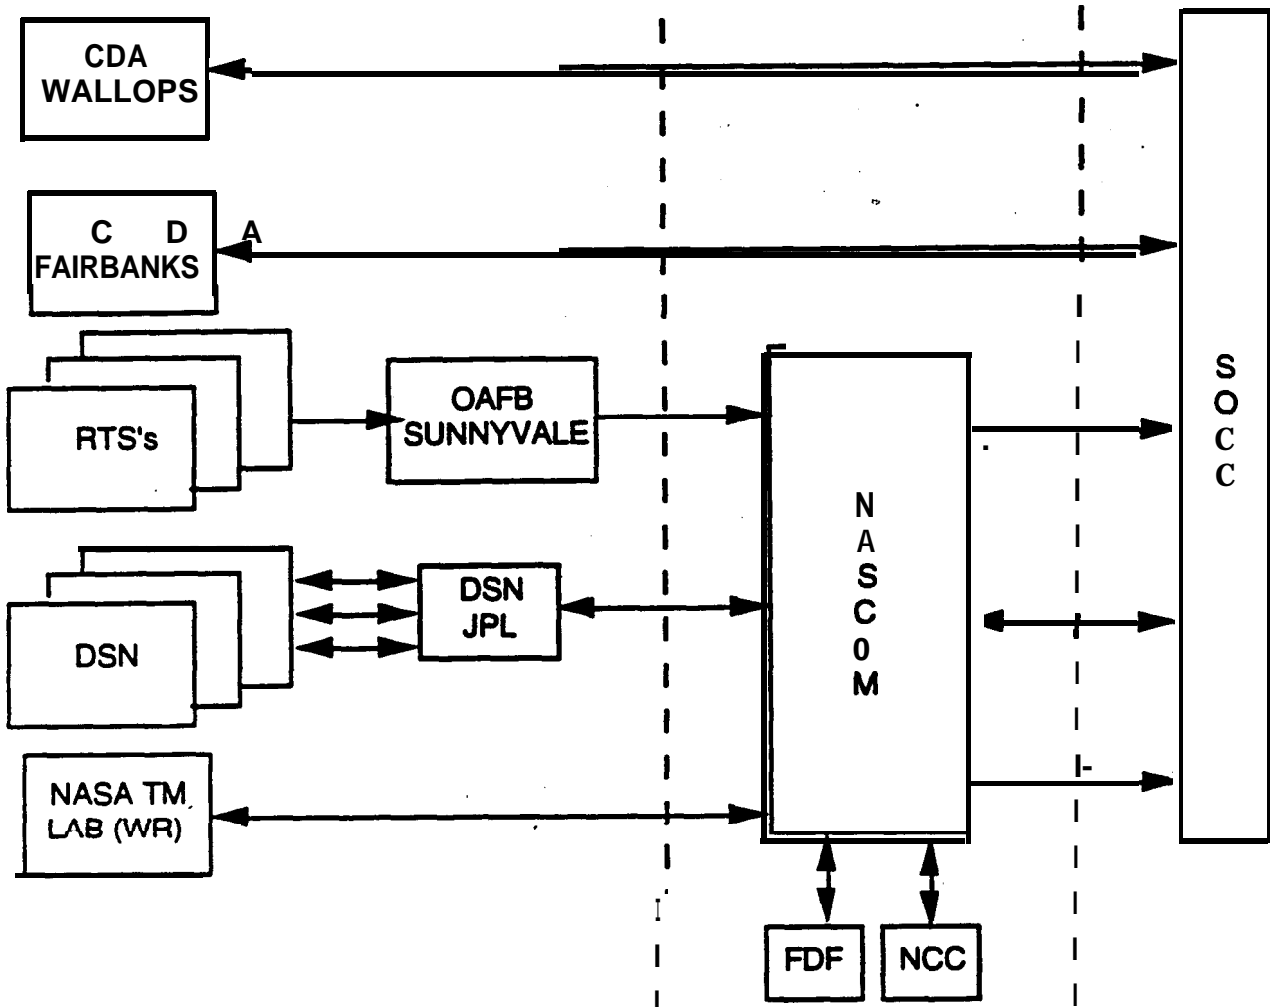 CDA
WALLOPS
C D A
FAIRBANKS
RTS's
OAFB
SUNNYVALE
DSN
DSN
JPL
NASA TM
LAB (WR)
N
A
S
C
0
M
S
O
C
C
FDF
NCC